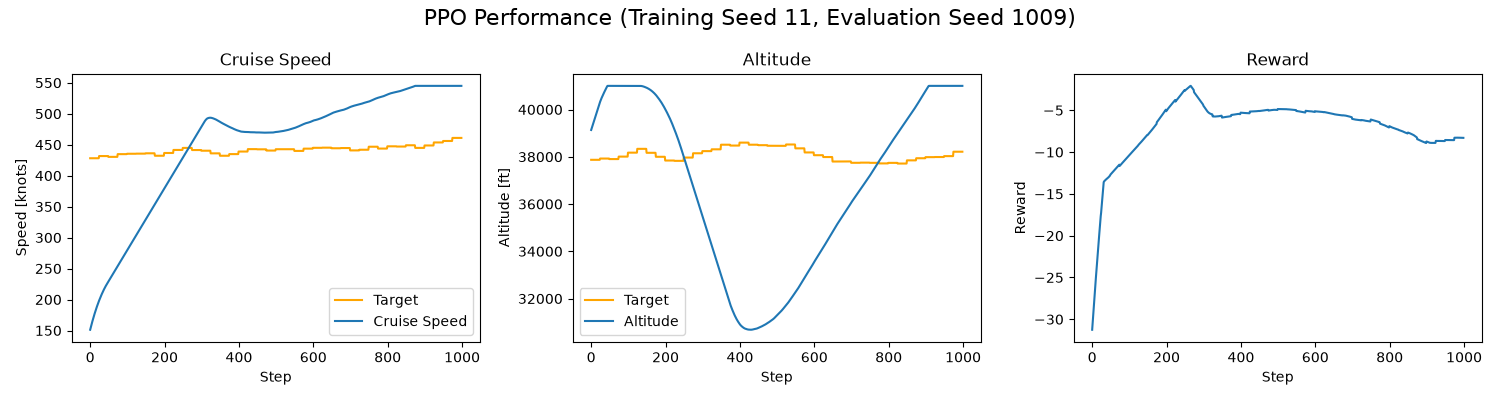 PPO Performance (Training Seed 11, Evaluation Seed 1009)
Cruise Speed
550
500
450
400
350
300
250
200
150
Speed [knots]
Target
Cruise Speed
0 200 400 600 800 1000
Step
Altitude
40000
38000
36000
34000
32000
Altitude [ft]
Target
Altitude
0 200 400 600 800 1000
Step
Reward
−5
−10
−15
−20
−25
−30
Reward
0 200 400 600 800 1000
Step